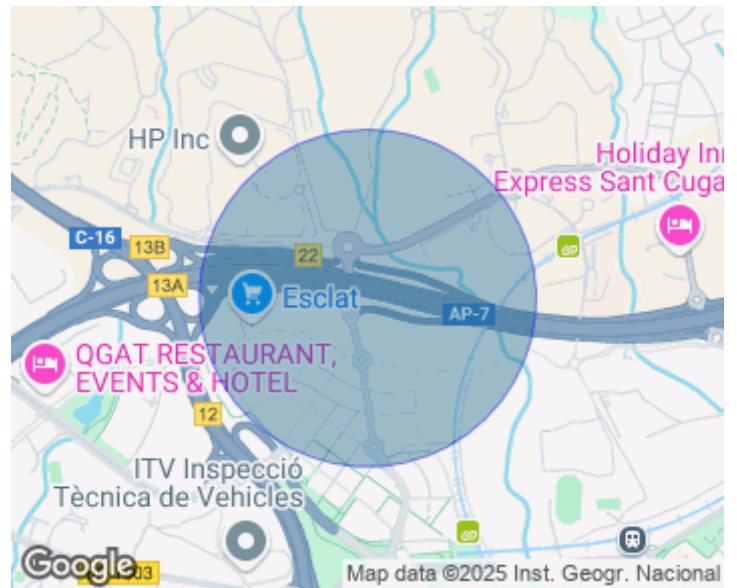 HP Inc
Holiday Inn
Express Sant Cuga
C-16
13B
22
13A
Esclat
AP-7
QGAT RESTAURANT,
EVENTS & HOTEL
12
ITV Inspecció
Tècnica de Vehicles
Google
03
Map data ©2025 Inst. Geogr. Nacional